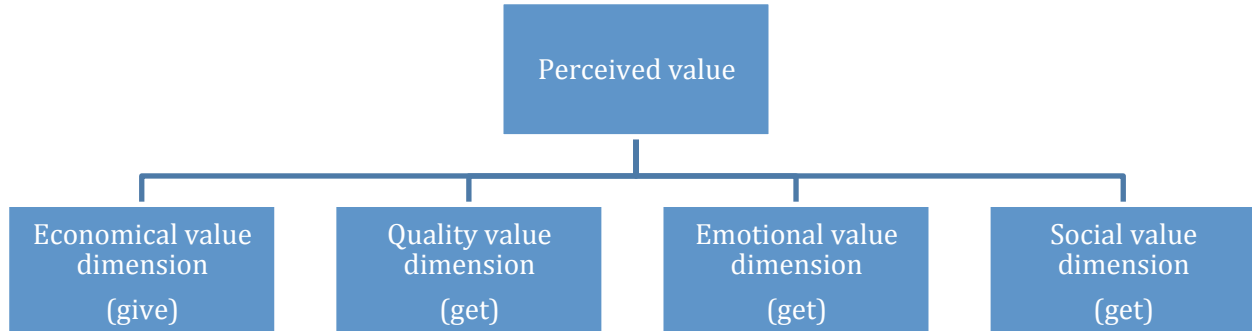 Perceived value
Economical value
dimension
(give)
Quality value
dimension
(get)
Emotional value
dimension
(get)
Social value
dimension
(get)